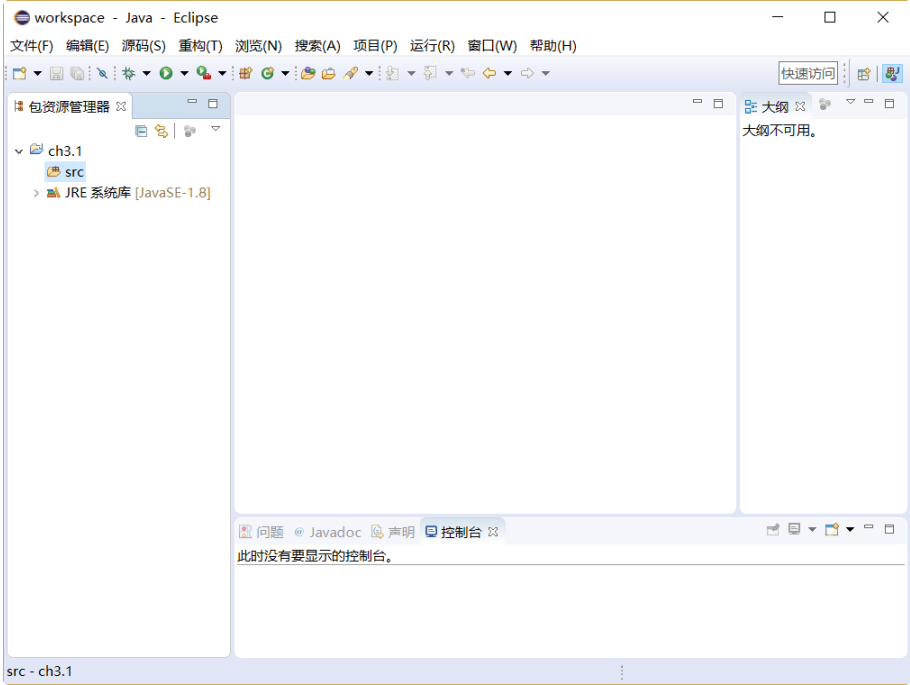 workspace - Java - Eclipse
文件(F) 编辑(E) 源码(S) 重构(T) 浏览(N) 搜索(A) 项目(P) 运行(R) 窗口(W) 帮助(H)
快速访问
包资源管理器
大纲
大纲不可用。
ch3.1
src
JRE 系统库 [JavaSE-1.8]
问题 @ Javadoc 声明 控制台
此时没有要显示的控制台。
src - ch3.1